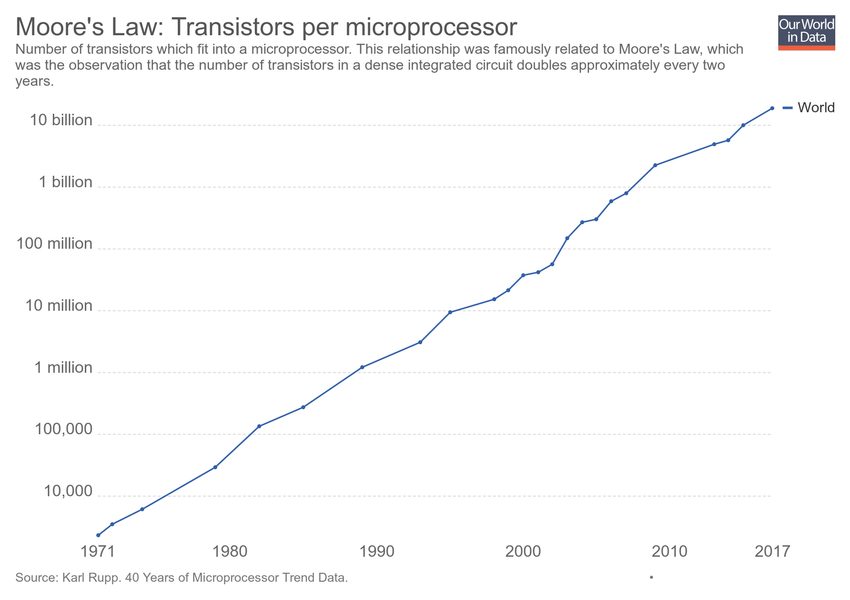 Moore's Law: Transistors per microprocessor
Our World
in Data
Number of transistors which fit into a microprocessor. This relationship was famously related to Moore's Law, which
was the observation that the number of transistors in a dense integrated circuit doubles approximately every two
years.
World
10 billion
1 billion
100 million
10 million
1 million
100,000
10,000
1971 1980 1990 2000 2010 2017
Source: Karl Rupp. 40 Years of Microprocessor Trend Data.